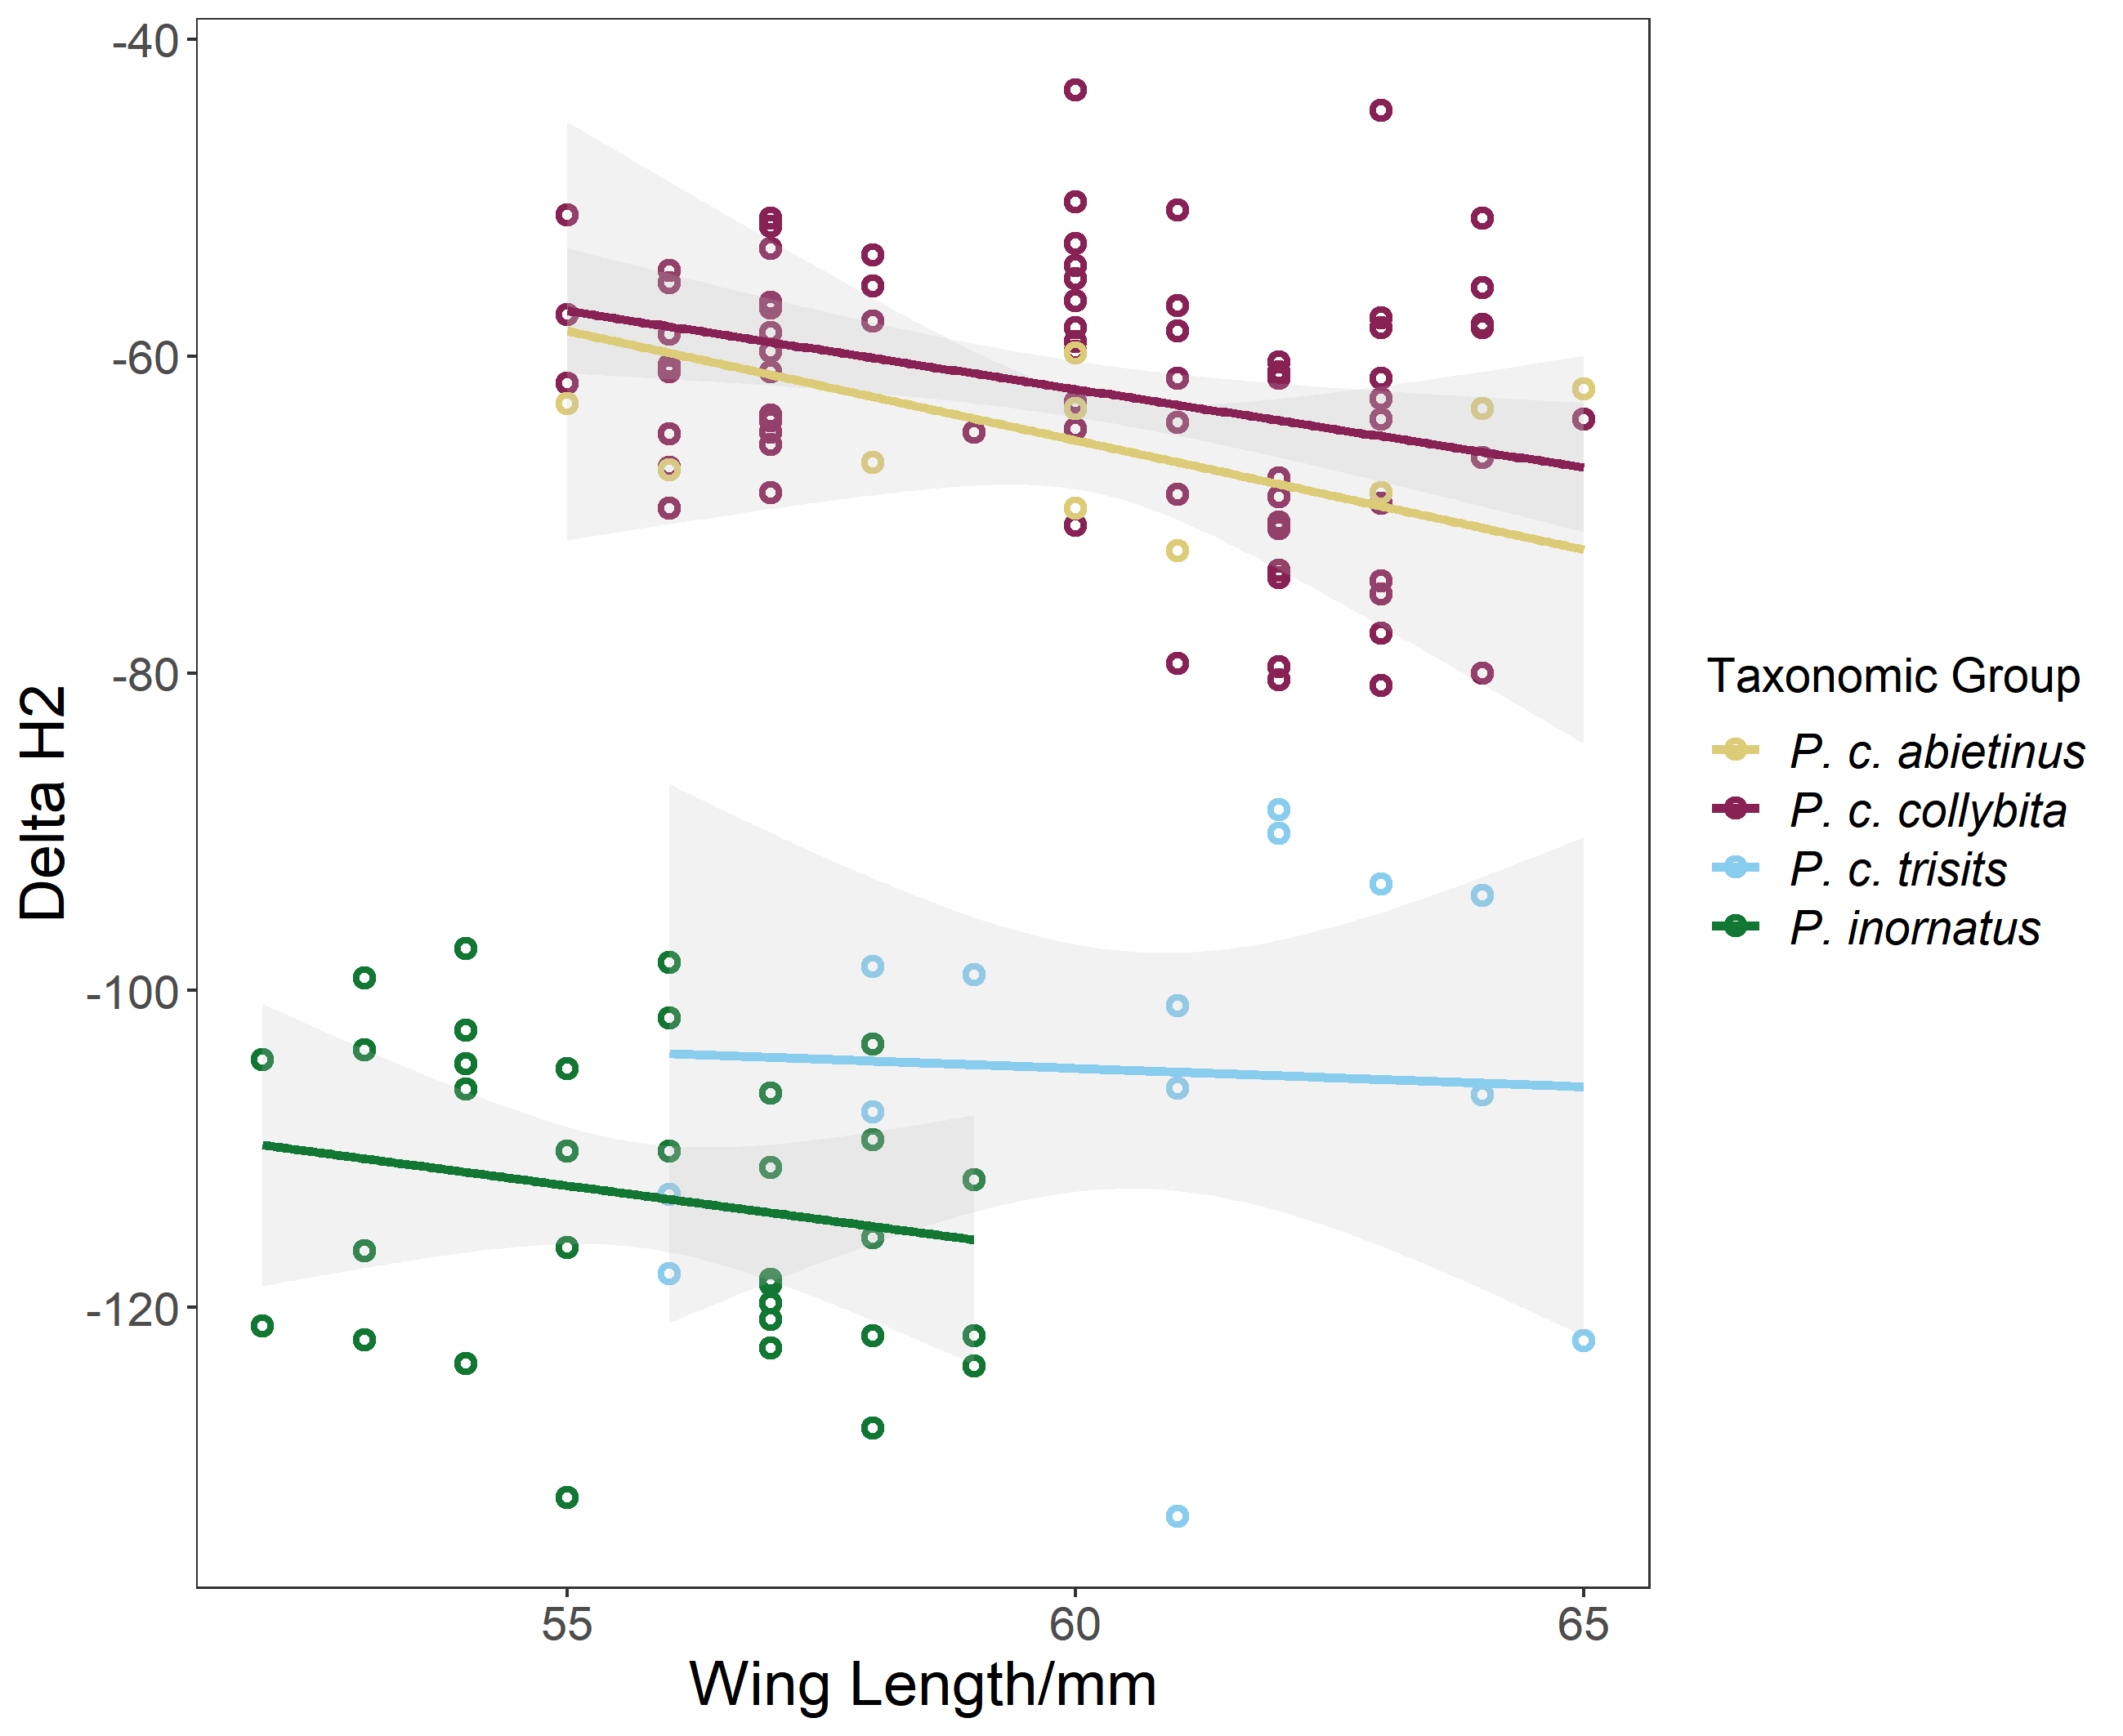 -40
-60
-80
-100
-120
Delta H2
55 60 65
Wing Length/mm
Taxonomic Group
P. c. abietinus
P. c. collybita
P. c. trisits
P. inornatus